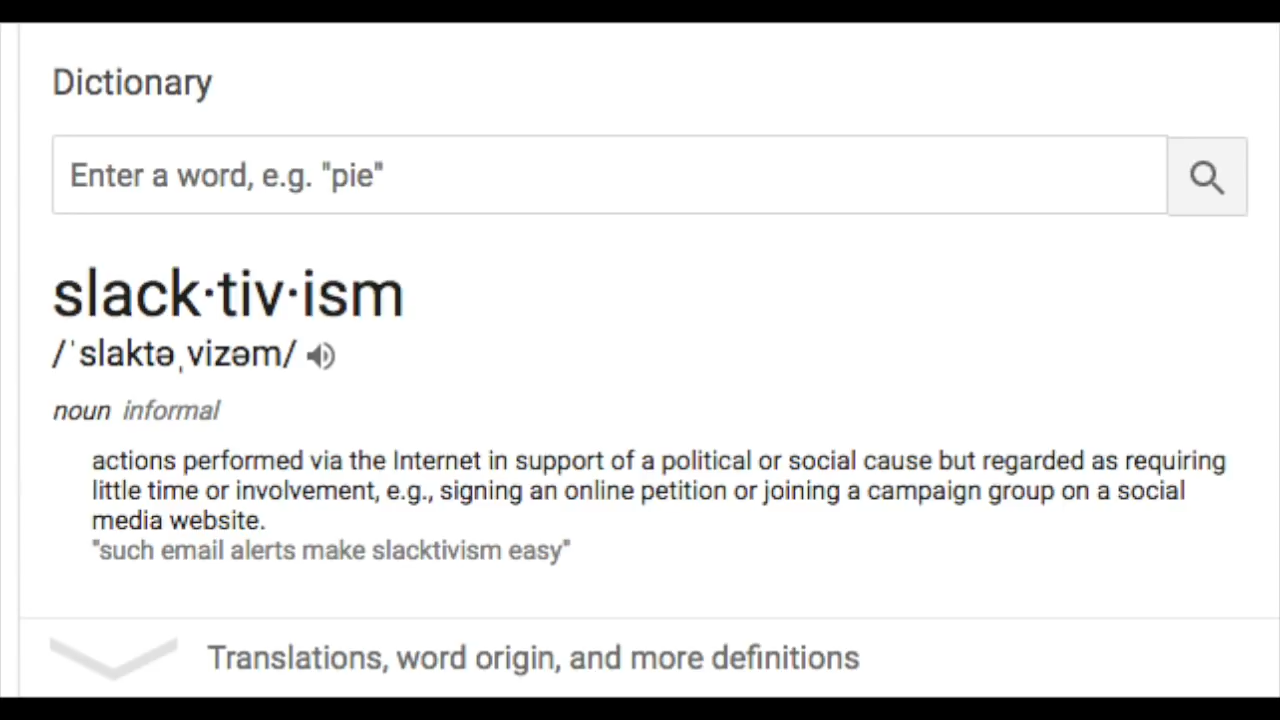 Dictionary
Enter a word, e.g. "pie"
slack·tiv·ism
/ˈslaktəˌvizəm/
noun informal
actions performed via the Internet in support of a political or social cause but regarded as requiring
little time or involvement, e.g., signing an online petition or joining a campaign group on a social
media website.
"such email alerts make slacktivism easy"
Translations, word origin, and more definitions